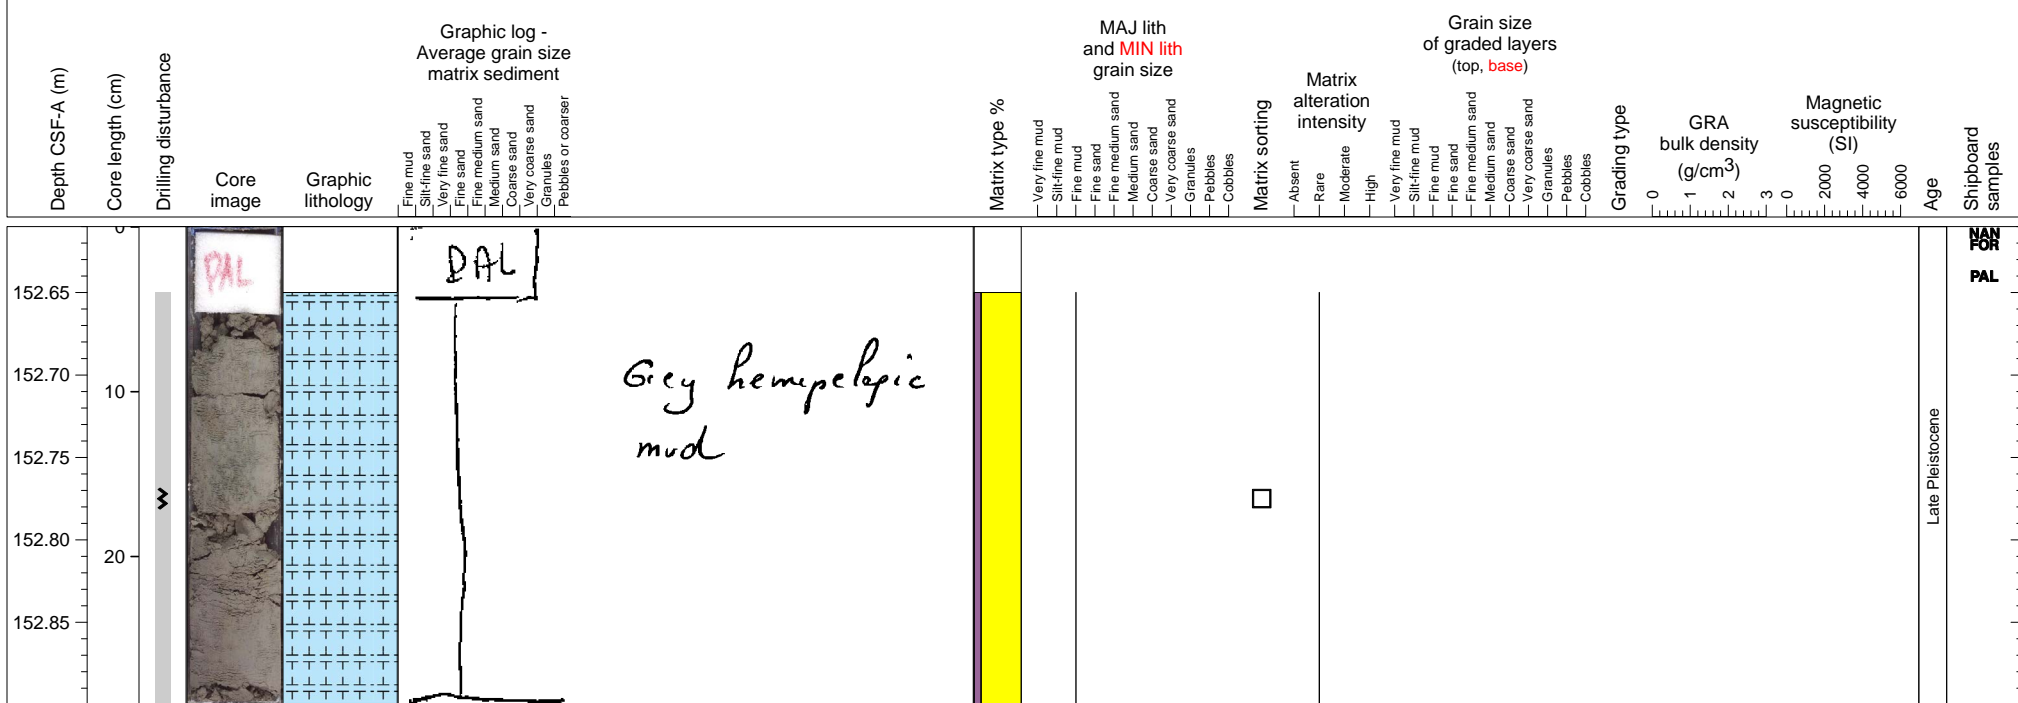 Depth CSF-A (m)
Core length (cm)
Drilling disturbance
Core
image
Graphic
lithology
Graphic log -
Average grain size
matrix sediment
Fine mud
Silt-fine sand
Very fine sand
Fine sand
Fine medium sand
Medium sand
Coarse sand
Very coarse sand
Granules
Pebbles or coarser
Matrix type %
MAJ lith
and MIN lith
grain size
Very fine mud
Silt-fine mud
Fine mud
Fine sand
Fine medium sand
Medium sand
Coarse sand
Very coarse sand
Granules
Pebbles
Cobbles
Matrix sorting
Matrix
alteration
intensity
Absent
Rare
Moderate
High
Grain size
of graded layers
(top, base)
Very fine mud
Silt-fine mud
Fine mud
Fine sand
Fine medium sand
Medium sand
Coarse sand
Very coarse sand
Granules
Pebbles
Cobbles
Grading type
GRA
bulk density
(g/cm3)
0 1 2 3
Magnetic
susceptibility
(SI)
0 2000 4000 6000
Age
Shipboard
samples
0
10
20
152.65
152.70
152.75
152.80
152.85
PAL
PAL
Grey hemipelagic
mud
Late Pleistocene
NAN
FOR
PAL